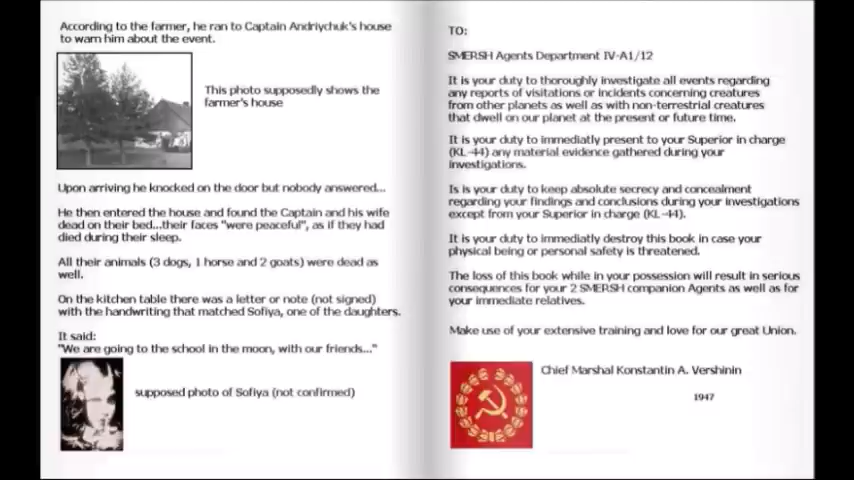 According to the farmer, he ran to Captain Andriychuk's house
to warn him about the event.
This photo supposedly shows the
farmer's house
Upon arriving he knocked on the door but nobody answered...
He then entered the house and found the Captain and his wife
dead on their bed...their faces "were peaceful", as if they had
died during their sleep.
All their animals (3 dogs, 1 horse and 2 goats) were dead as
well.
On the kitchen table there was a letter or note (not signed)
with the handwriting that matched Sofiya, one of the daughters.
It said:
"We are going to the school in the moon, with our friends..."
supposed photo of Sofiya (not confirmed)
TO:
SMERSH Agents Department IV-A1/12
It is your duty to thoroughly investigate all events regarding
any reports of visitations or incidents concerning creatures
from other planets as well as with non-terrestrial creatures
that dwell on our planet at the present or future time.
It is your duty to immediatly present to your Superior in charge
(KL-44) any material evidence gathered during your
investigations.
Is is your duty to keep absolute secrecy and concealment
regarding your findings and conclusions during your investigations
except from your Superior in charge (KL-44).
It is your duty to immediatly destroy this book in case your
physical being or personal safety is threatened.
The loss of this book while in your possession will result in serious
consequences for your 2 SMERSH companion Agents as well as for
your immediate relatives.
Make use of your extensive training and love for our great Union.
Chief Marshal Konstantin A. Vershinin
1947